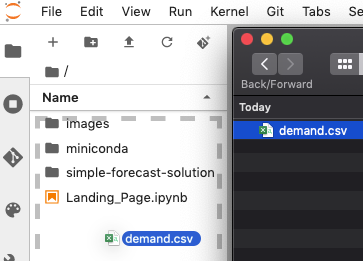 File Edit View Run Kernel Git Tabs Se
/
Name
images
miniconda
simple-forecast-solution
Landing_Page.ipynb
demand.csv
Back/Forward
Today
demand.csv